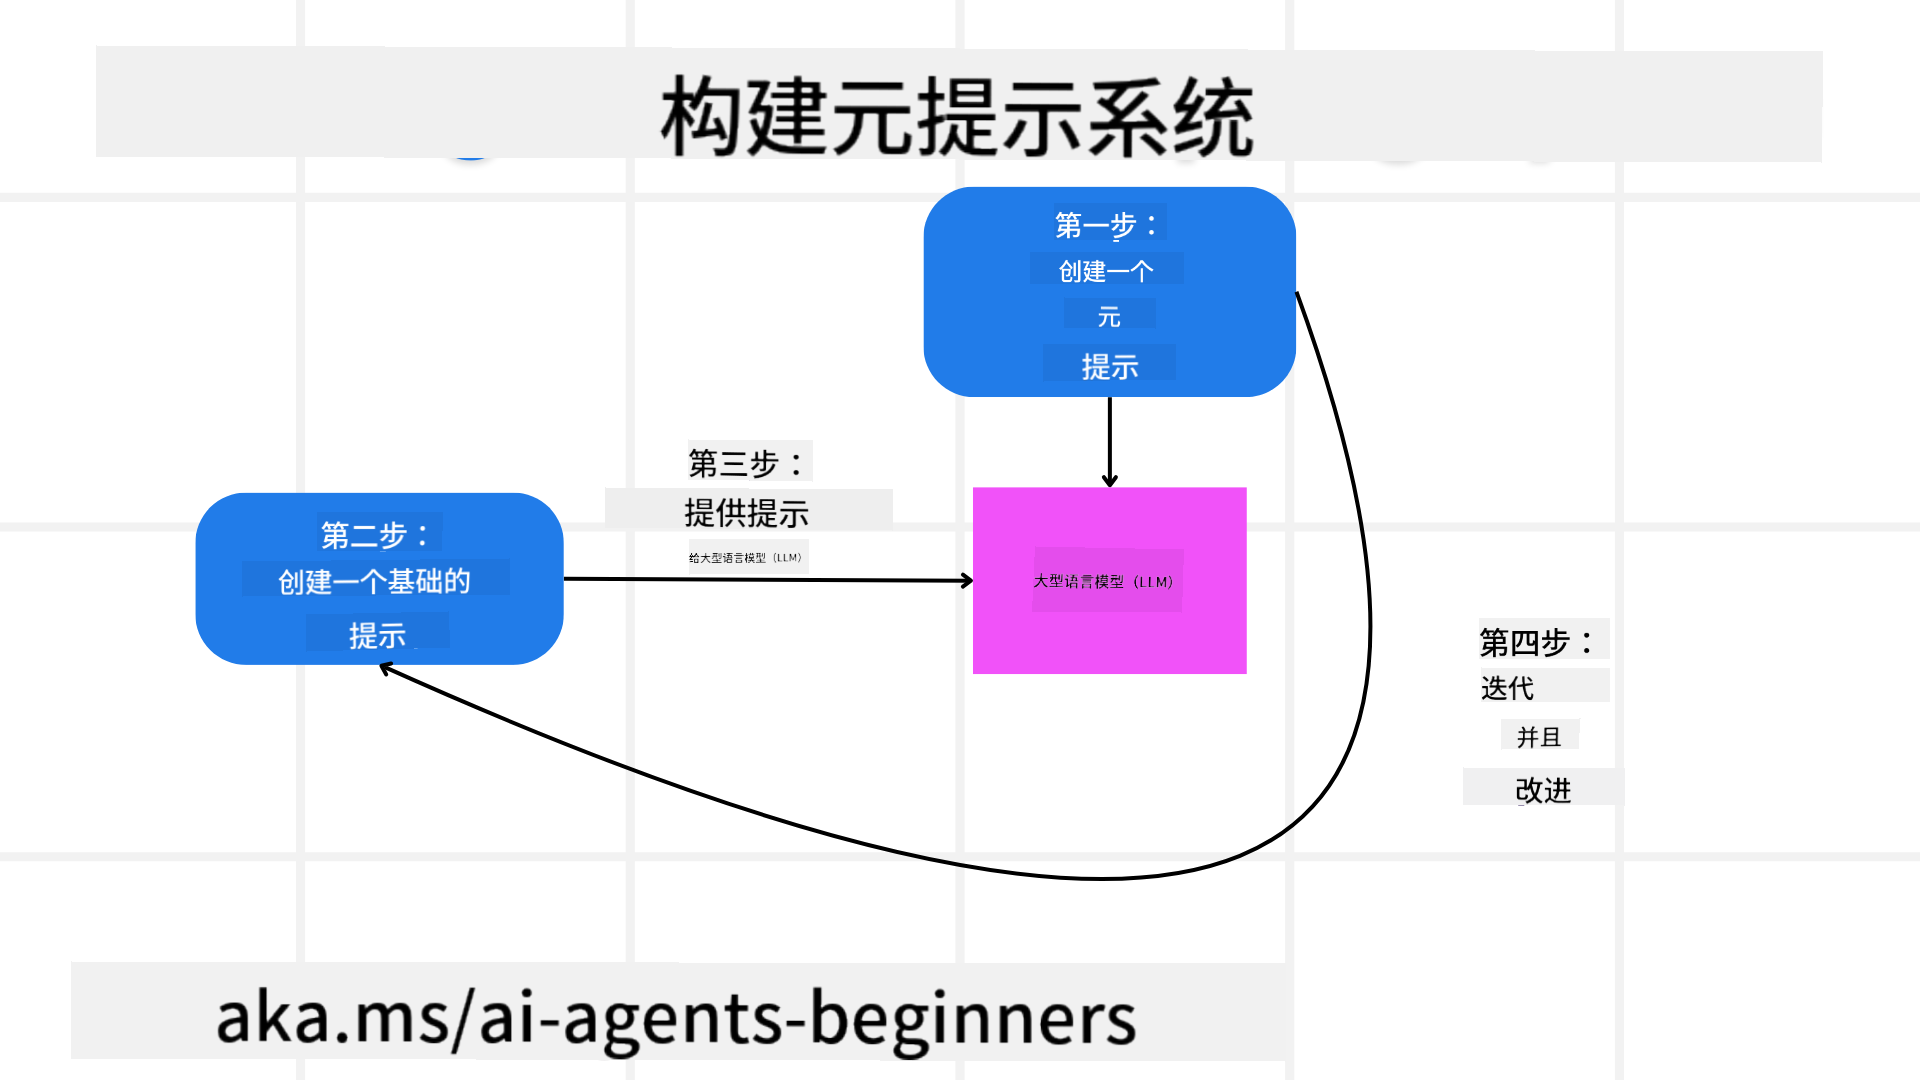 构建元提示系统
第一步：
创建一个
元
提示
第三步：
提供提示
给大型语言模型（LLM）
第二步：
创建一个基础的
提示
大型语言模型（LLM）
第四步：
迭代
并且
改进
aka.ms/ai-agents-beginners